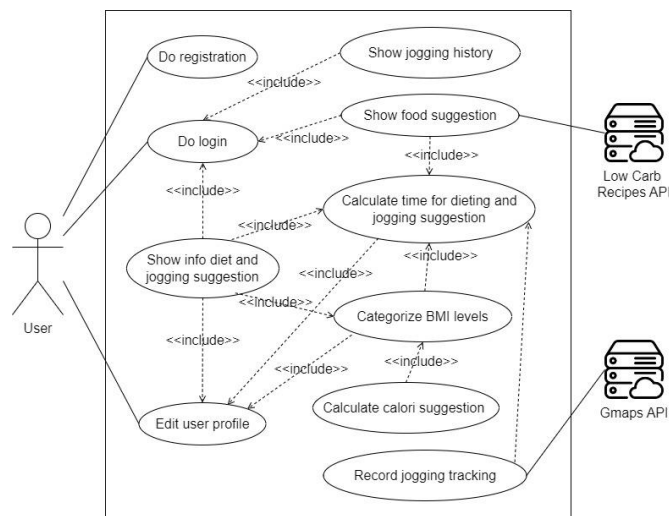 Do registration
Show jogging history
<<include>>
Show food suggestion
Do login
<<include>>
<<include>>
Low Carb
Recipes API
<<include>>
Calculate time for dieting and
jogging suggestion
<<include>>
Show info diet and
jogging suggestion
<<include>>
<<include>>
<<include>>
Categorize BMI levels
User
<<include>>
<<include>>
<<include>>
Calculate calori suggestion
Gmaps API
Edit user profile
Record jogging tracking